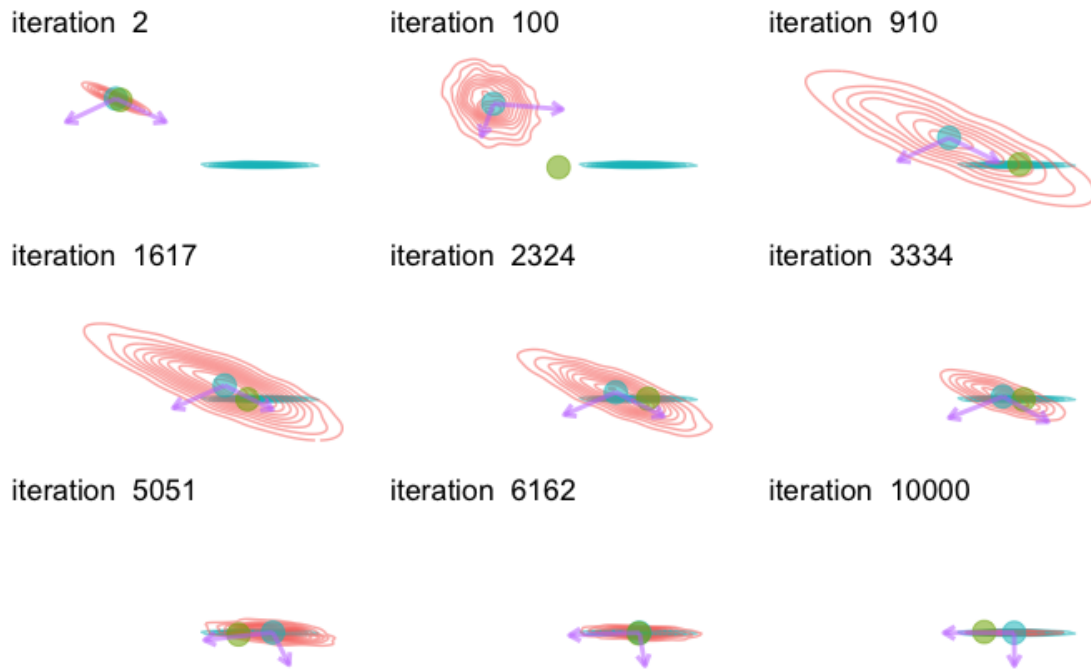 iteration  2
iteration  100
iteration  910
iteration  1617
iteration  2324
iteration  3334
iteration  5051
iteration  6162
iteration  10000